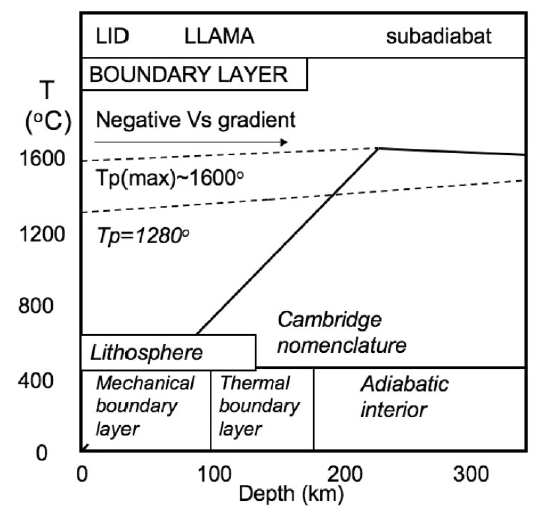 LID LLAMA subadiabat
BOUNDARY LAYER
T
(°C)
Negative Vs gradient
1600
Tp(max)~1600°
1200
Tp=1280°
800
Cambridge
nomenclature
Lithosphere
400
Mechanical
boundary
layer
Thermal
boundary
layer
Adiabatic
interior
0
0 100 200 300
Depth (km)